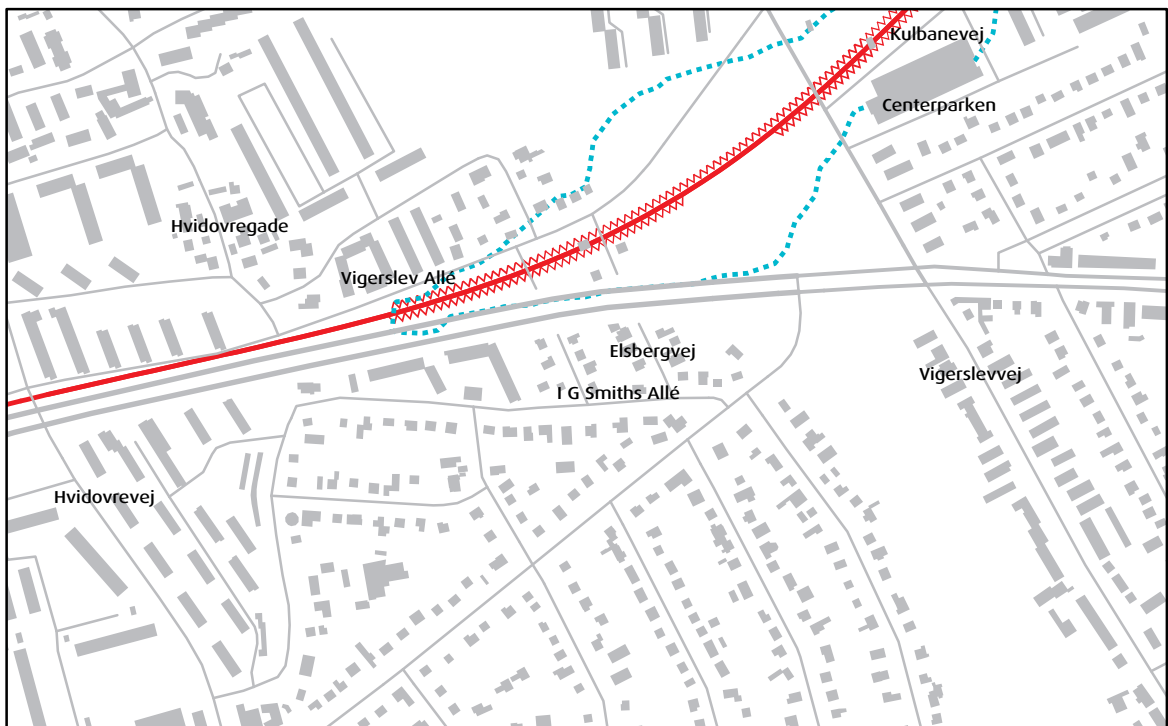 Kulbanevej
Centerparken
Hvidovregade
Vigerslev Allé
Elsbergvej
Vigerslevvej
I G Smiths Allé
Hvidovrevej